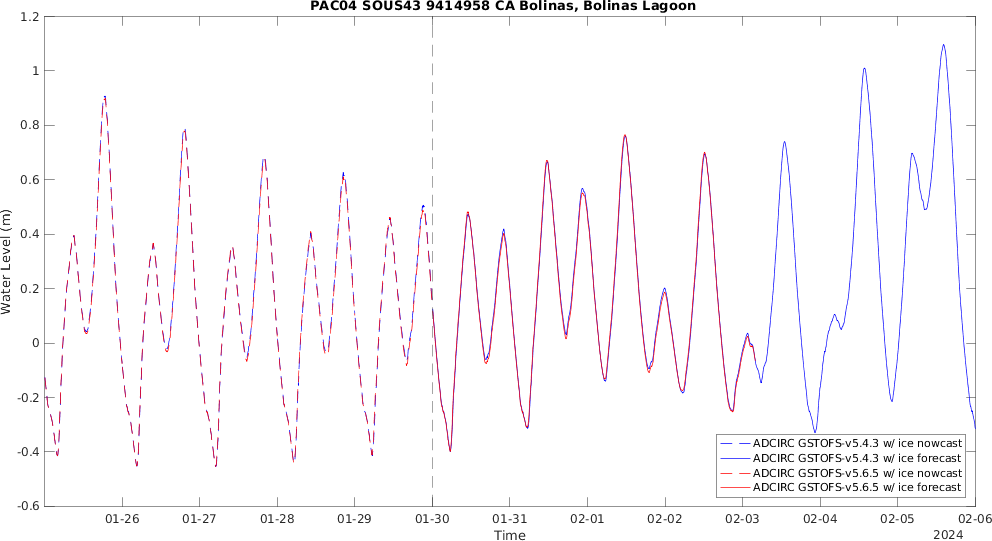 PAC04 SOUS43 9414958 CA Bolinas, Bolinas Lagoon
1.2
1
0.8
0.6
0.4
0.2
0
-0.2
-0.4
-0.6
Water Level (m)
ADCIRC GSTOFS-v5.4.3 w/ ice nowcast
ADCIRC GSTOFS-v5.4.3 w/ ice forecast
ADCIRC GSTOFS-v5.6.5 w/ ice nowcast
ADCIRC GSTOFS-v5.6.5 w/ ice forecast
01-26 01-27 01-28 01-29 01-30 01-31 02-01 02-02 02-03 02-04 02-05 02-06
Time
2024